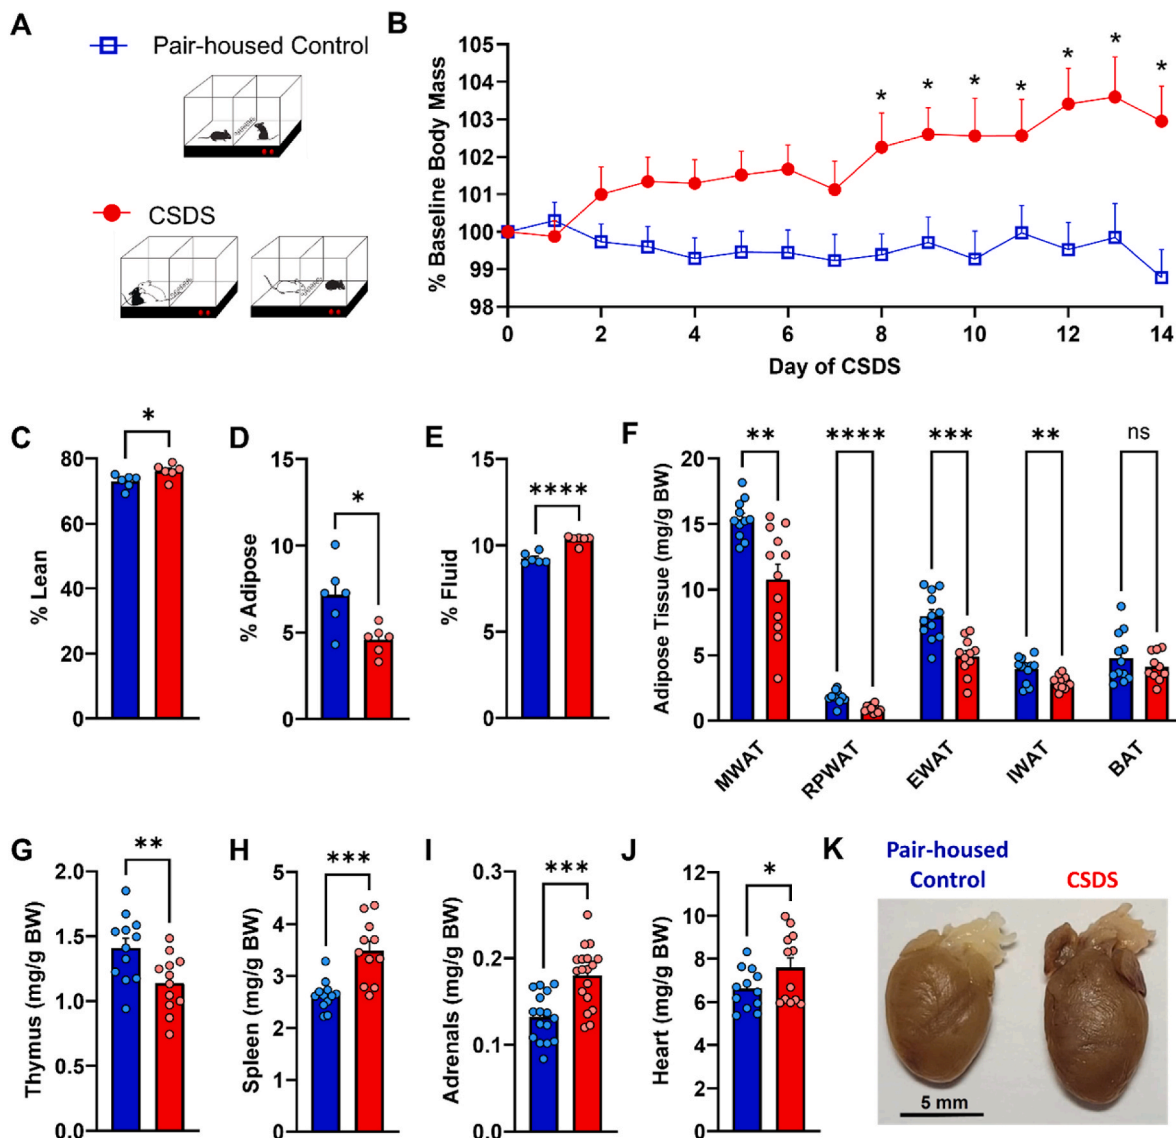 A
Pair-housed Control
CSDS
B
% Baseline Body Mass
105
104
103
102
101
100
99
98
* * * * * * *
0 2 4 6 8 10 12 14
Day of CSDS
C
% Lean
80
60
40
20
0
*
D
% Adipose
15
10
5
0
*
E
% Fluid
15
10
5
0
****
F
Adipose Tissue (mg/g BW)
20
15
10
5
0
** **** *** ** ns
MWAT RPWAT EWAT IWAT BAT
G
Thymus (mg/g BW)
2.0
1.5
1.0
0.5
0.0
**
H
Spleen (mg/g BW)
5
4
3
2
1
0
***
I
Adrenals (mg/g BW)
0.3
0.2
0.1
0.0
***
J
Heart (mg/g BW)
12
10
8
6
4
2
0
*
K
Pair-housed
Control
CSDS
5 mm